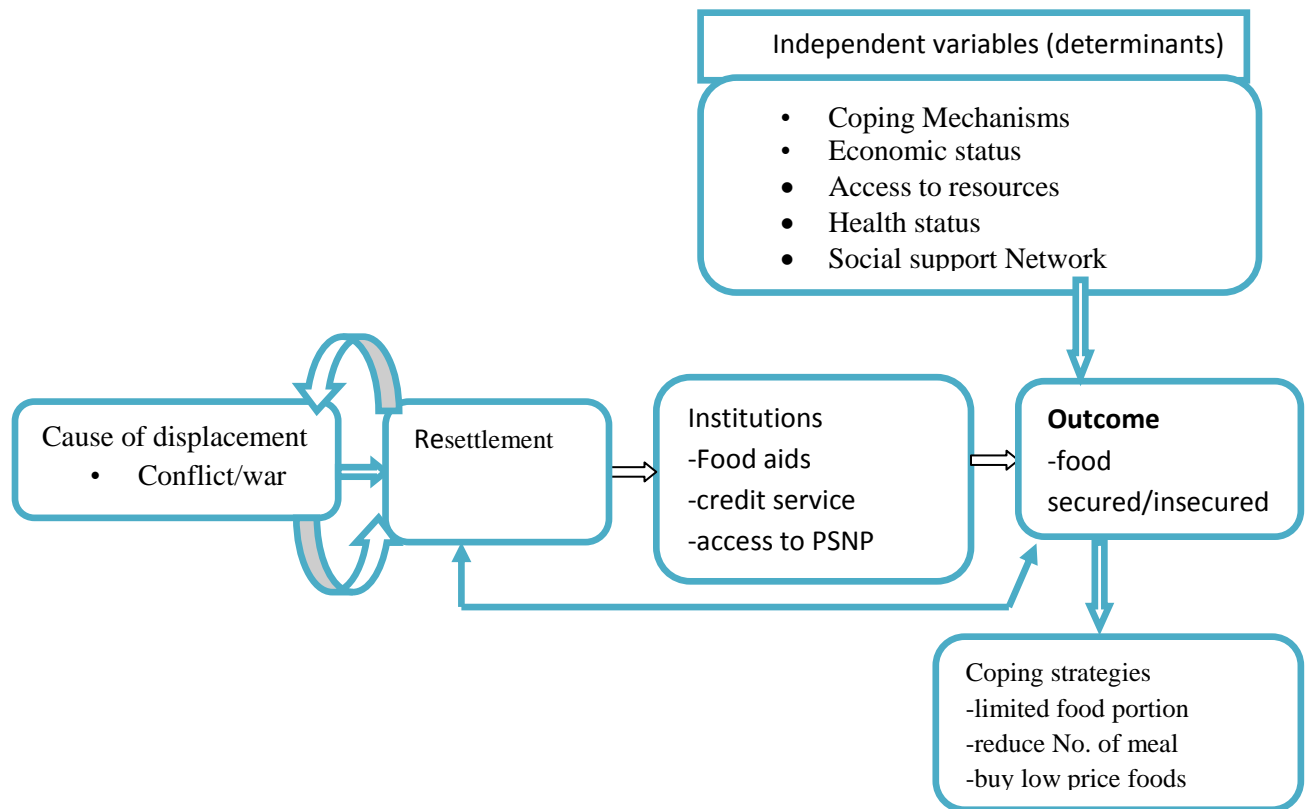 Independent variables (determinants)
• Coping Mechanisms
• Economic status
• Access to resources
• Health status
• Social support Network
Cause of displacement
• Conflict/war
Resettlement
Institutions
-Food aids
-credit service
-access to PSNP
Outcome
-food
secured/insecured
Coping strategies
-limited food portion
-reduce No. of meal
-buy low price foods